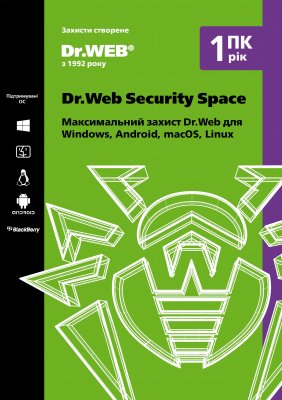 Захисти створене
Dr.WEB®
з 1992 року
1 ПК
рік
Підтримувані
ОС
Dr.Web Security Space
Максимальний захист Dr.Web для
Windows, Android, macOS, Linux
ANDROID
BlackBerry